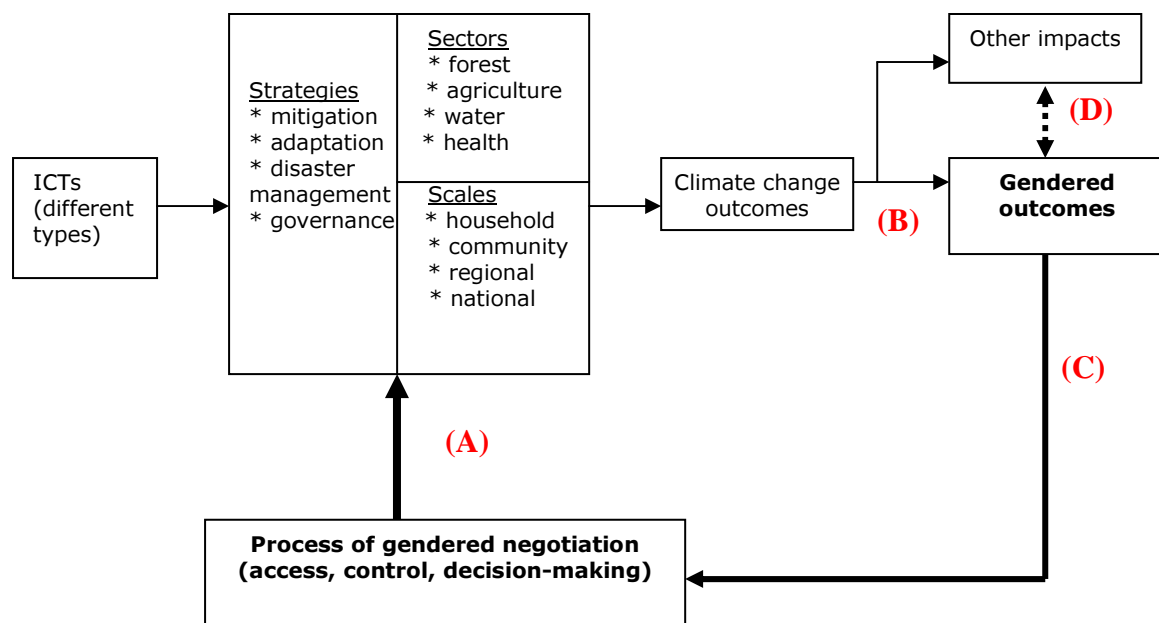 ICTs
(different
types)
Strategies
* mitigation
* adaptation
* disaster
management
* governance
Sectors
* forest
* agriculture
* water
* health
Scales
* household
* community
* regional
* national
Climate change
outcomes
(B)
Other impacts
(D)
Gendered
outcomes
(C)
(A)
Process of gendered negotiation
(access, control, decision-making)